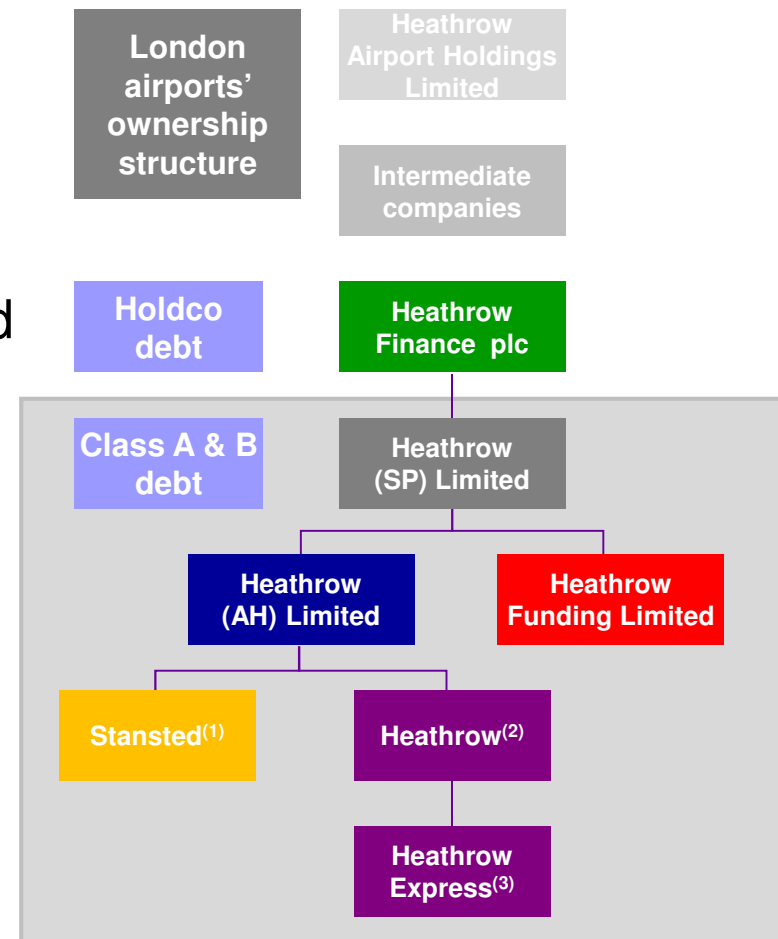 London
airports’
ownership
structure
Heathrow
Airport Holdings
Limited
Intermediate
companies
d
Holdco
debt
Heathrow
Finance plc
Class A & B
debt
Heathrow
(SP) Limited
Heathrow
(AH) Limited
Heathrow
Funding Limited
Stansted(1)
Heathrow(2)
Heathrow
Express(3)